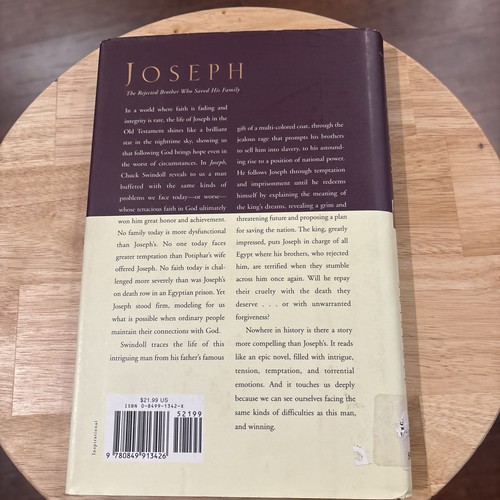 JOSEPH
The Rejected Brother Who Saved His Family
In a world where faith is fading and
integrity is rare, the life of Joseph in the
Old Testament shines like a brilliant
star in the nighttime sky, showing us
that following God brings hope even in
the worst of circumstances. In Joseph,
Chuck Swindoll reveals to us a man
buffeted with the same kinds of
problems we face today—or worse—
whose tenacious faith in God ultimately
won him great honor and achievement.
No family today is more dysfunctional
than Joseph's. No one today faces
greater temptation than Potiphar's wife
offered Joseph. No faith today is chal-
lenged more severely than was Joseph's
on death row in an Egyptian prison. Yet
Joseph stood firm, modeling for us
what is possible when ordinary people
maintain their connections with God.
Swindoll traces the life of this
intriguing man from his father's famous
gift of a multi-colored coat, through the
jealous rage that prompts his brothers
to sell him into slavery, to his astound-
ing rise to a position of national power.
He follows Joseph through temptation
and imprisonment until he redeems
himself by explaining the meaning of
the king's dreams, revealing a grim and
threatening future and proposing a plan
for saving the nation. The king, greatly
impressed, puts Joseph in charge of all
Egypt where his brothers, who rejected
him, are terrified when they stumble
across him once again. Will he repay
their cruelty with the death they
deserve . . . or with unwarranted
forgiveness?
Nowhere in history is there a story
more compelling than Joseph's. It reads
like an epic novel, filled with intrigue,
tension, temptation, and torrential
emotions. And it touches us deeply
because we can see ourselves facing the
same kinds of difficulties as this man,
and winning.
Inspirational
$21.99 US
ISBN 0-8499-1342-X
52199
9 780849 913426